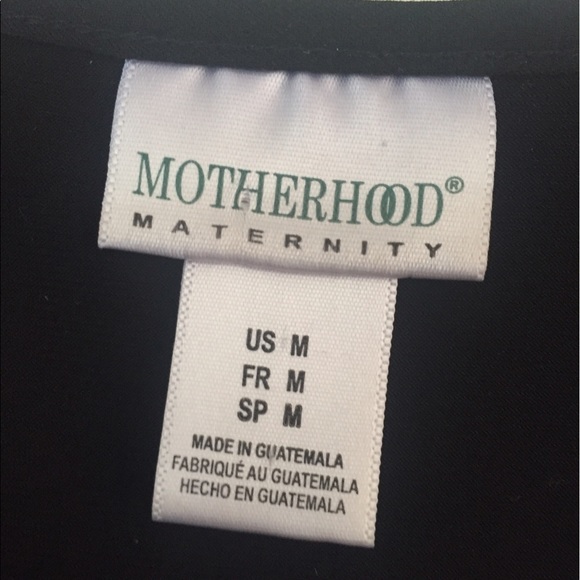 MOTHERHOOD®
MATERNITY
US M
FR M
SP M
MADE IN GUATEMALA
FABRIQUÉ AU GUATEMALA
HECHO EN GUATEMALA